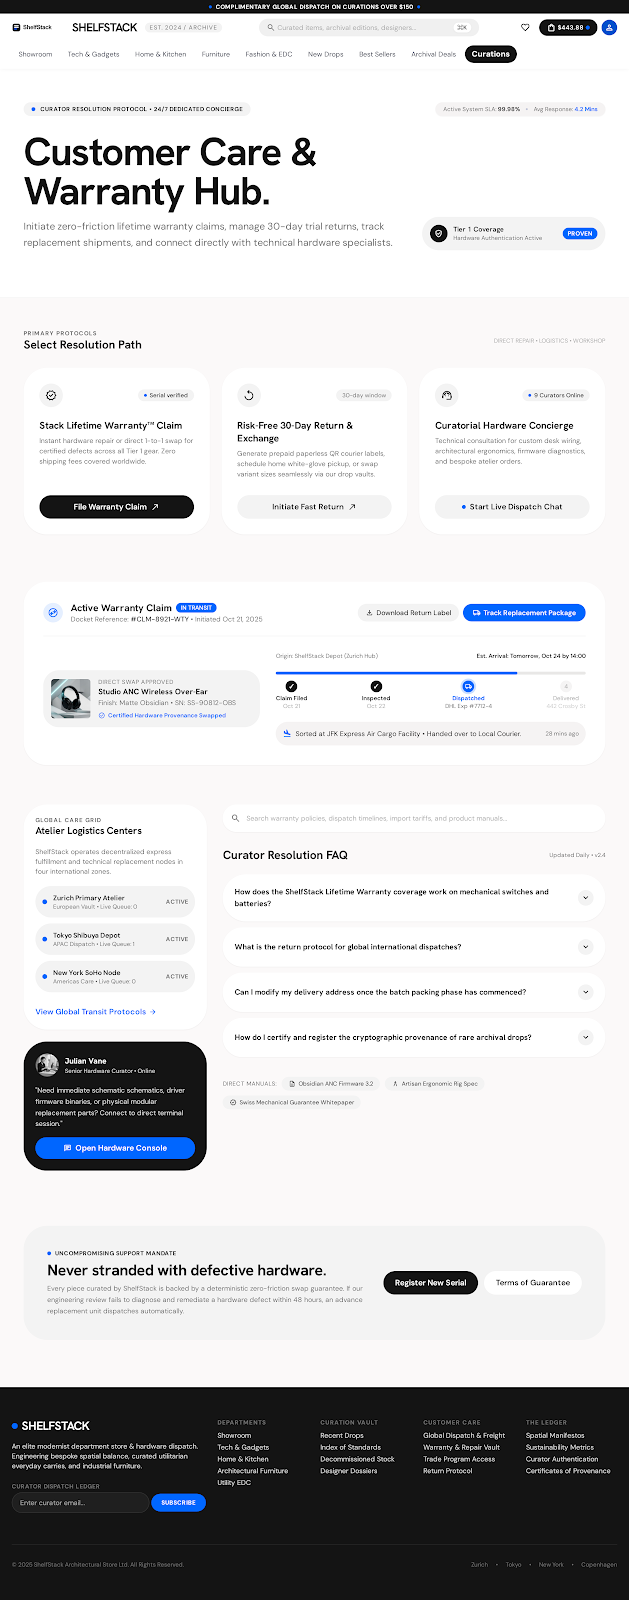 COMPLIMENTARY GLOBAL DISPATCH ON CURATIONS OVER $150
ShelfStack
SHELFSTACK
EST. 2024 / ARCHIVE
Curated items, archival editions, designers...
⌘K
$443.88
Showroom
Tech & Gadgets
Home & Kitchen
Furniture
Fashion & EDC
New Drops
Best Sellers
Archival Deals
Curations
CURATOR RESOLUTION PROTOCOL • 24/7 DEDICATED CONCIERGE
Active System SLA: 99.98% • Avg Response: 4.2 Mins
Customer Care &
Warranty Hub.
Initiate zero-friction lifetime warranty claims, manage 30-day trial returns, track
replacement shipments, and connect directly with technical hardware specialists.
Tier 1 Coverage
Hardware Authentication Active
PROVEN
PRIMARY PROTOCOLS
Select Resolution Path
DIRECT REPAIR • LOGISTICS • WORKSHOP
Serial verified
Stack Lifetime Warranty™ Claim
Instant hardware repair or direct 1-to-1 swap for
certified defects across all Tier 1 gear. Zero
shipping fees covered worldwide.
File Warranty Claim
30-day window
Risk-Free 30-Day Return &
Exchange
Generate prepaid paperless QR courier labels,
schedule home white-glove pickup, or swap
variant sizes seamlessly via our drop vaults.
Initiate Fast Return
9 Curators Online
Curatorial Hardware Concierge
Technical consultation for custom desk wiring,
architectural ergonomics, firmware diagnostics,
and bespoke atelier orders.
Start Live Dispatch Chat
Active Warranty Claim
IN TRANSIT
Docket Reference: #CLM-8921-WTY • Initiated Oct 21, 2025
Download Return Label
Track Replacement Package
DIRECT SWAP APPROVED
Studio ANC Wireless Over-Ear
Finish: Matte Obsidian • SN: SS-90812-OBS
Certified Hardware Provenance Swapped
Origin: ShelfStack Depot (Zurich Hub)
Est. Arrival: Tomorrow, Oct 24 by 14:00
Claim Filed
Oct 21
Inspected
Oct 22
Dispatched
DHL Exp #7712-4
4
Delivered
442 Crosby St
Sorted at JFK Express Air Cargo Facility • Handed over to Local Courier.
28 mins ago
GLOBAL CARE GRID
Atelier Logistics Centers
ShelfStack operates decentralized express
fulfillment and technical replacement nodes in
four international zones.
Zurich Primary Atelier
European Vault • Live Queue: 0
ACTIVE
Tokyo Shibuya Depot
APAC Dispatch • Live Queue: 1
ACTIVE
New York SoHo Node
Americas Care • Live Queue: 0
ACTIVE
View Global Transit Protocols →
Julian Vane
Senior Hardware Curator • Online
"Need immediate schematic schematics, driver
firmware binaries, or physical modular
replacement parts? Connect to direct terminal
session."
Open Hardware Console
Search warranty policies, dispatch timelines, import tariffs, and product manuals...
Curator Resolution FAQ
Updated Daily • v2.4
How does the ShelfStack Lifetime Warranty coverage work on mechanical switches and
batteries?
What is the return protocol for global international dispatches?
Can I modify my delivery address once the batch packing phase has commenced?
How do I certify and register the cryptographic provenance of rare archival drops?
DIRECT MANUALS:
Obsidian ANC Firmware 3.2
Artisan Ergonomic Rig Spec
Swiss Mechanical Guarantee Whitepaper
UNCOMPROMISING SUPPORT MANDATE
Never stranded with defective hardware.
Every piece curated by ShelfStack is backed by a deterministic zero-friction swap guarantee. If our
engineering review fails to diagnose and remediate a hardware defect within 48 hours, an advance
replacement unit dispatches automatically.
Register New Serial
Terms of Guarantee
SHELFSTACK
An elite modernist department store & hardware dispatch.
Engineering bespoke spatial balance, curated utilitarian
everyday carries, and industrial furniture.
CURATOR DISPATCH LEDGER
Enter curator email...
SUBSCRIBE
DEPARTMENTS
Showroom
Tech & Gadgets
Home & Kitchen
Architectural Furniture
Utility EDC
CURATION VAULT
Recent Drops
Index of Standards
Decommissioned Stock
Designer Dossiers
CUSTOMER CARE
Global Dispatch & Freight
Warranty & Repair Vault
Trade Program Access
Return Protocol
THE LEDGER
Spatial Manifestos
Sustainability Metrics
Curator Authentication
Certificates of Provenance
© 2025 ShelfStack Architectural Store Ltd. All Rights Reserved.
Zurich • Tokyo • New York • Copenhagen